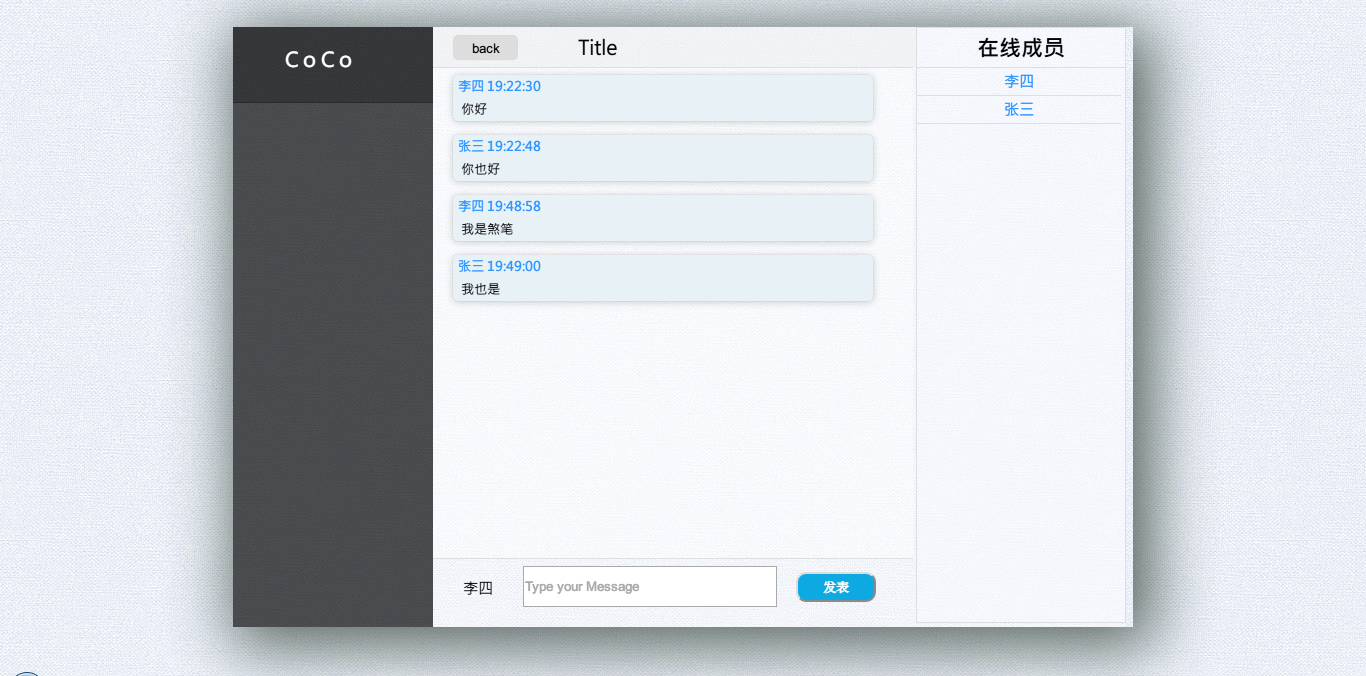 CoCo
back
Title
李四 19:22:30
你好
张三 19:22:48
你也好
李四 19:48:58
我是煞笔
张三 19:49:00
我也是
李四
Type your Message
发表
在线成员
李四
张三